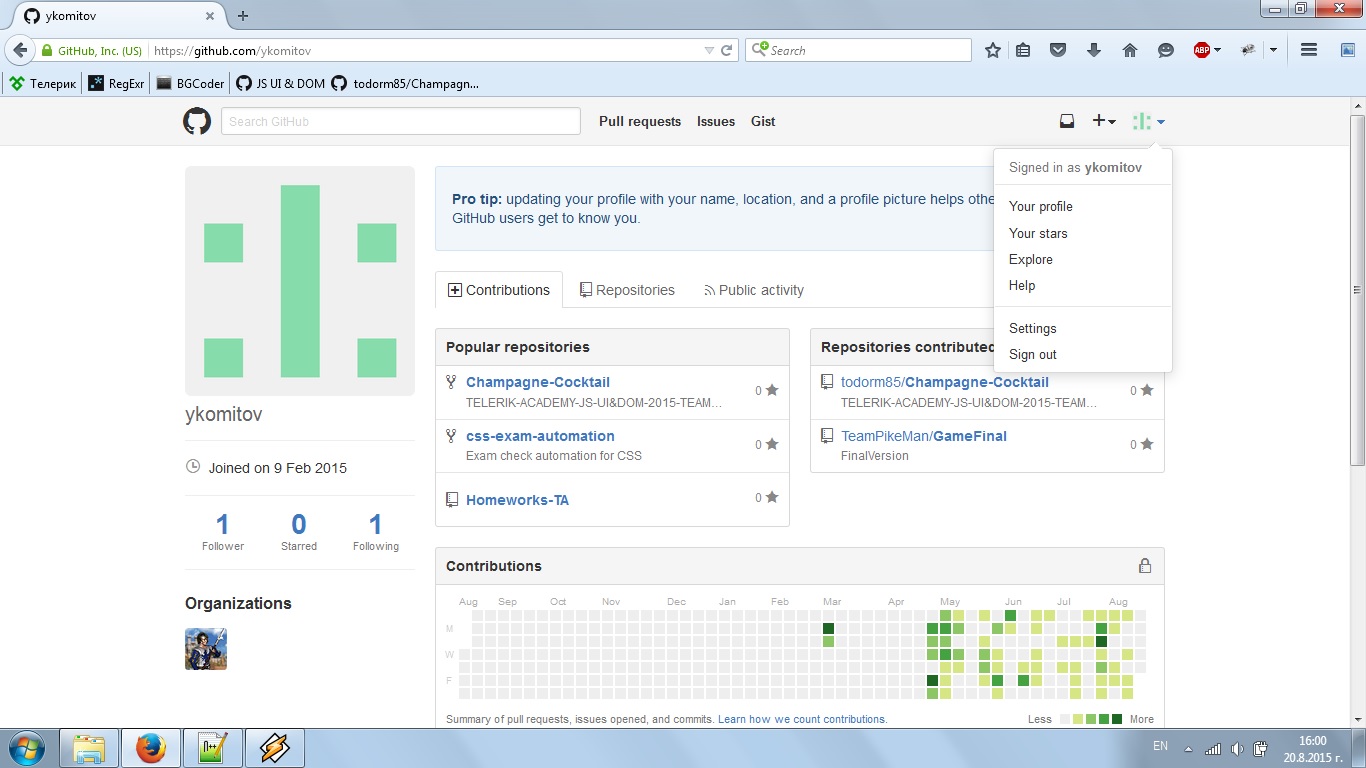 ykomitov
GitHub, Inc. (US)
https://github.com/ykomitov
Search
ABP
Телерик
RegExr
BGCoder
JS UI & DOM
todorm85/Champagn...
Search GitHub
Pull requests
Issues
Gist
Signed in as ykomitov
Your profile
Your stars
Explore
Help
Settings
Sign out
Pro tip: updating your profile with your name, location, and a profile picture helps othe
GitHub users get to know you.
Contributions
Repositories
Public activity
ykomitov
Joined on 9 Feb 2015
1
Follower
0
Starred
1
Following
Organizations
Popular repositories
Champagne-Cocktail
TELERIK-ACADEMY-JS-UI&DOM-2015-TEAM...
0
css-exam-automation
Exam check automation for CSS
0
Homeworks-TA
0
Repositories contributed
todorm85/Champagne-Cocktail
TELERIK-ACADEMY-JS-UI&DOM-2015-TEAM...
0
TeamPikeMan/GameFinal
FinalVersion
0
Contributions
Aug Sep Oct Nov Dec Jan Feb Mar Apr May Jun Jul Aug
M
W
F
Summary of pull requests, issues opened, and commits. Learn how we count contributions.
Less
More
EN
16:00
20.8.2015 г.